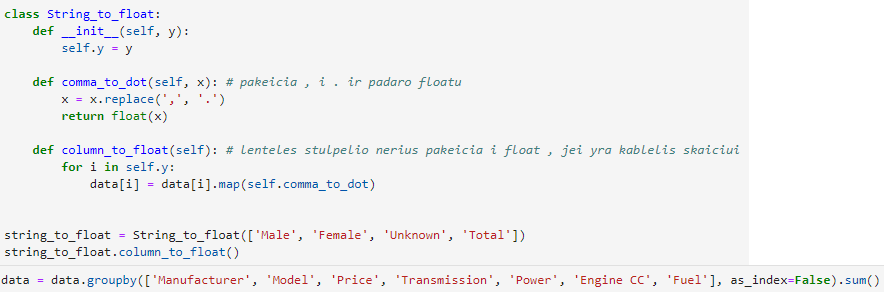 class String_to_float:
    def __init__(self, y):
        self.y = y
    def comma_to_dot(self, x): # pakeicia , i . ir padaro floatu
        x = x.replace(',', '.')
        return float(x)
    def column_to_float(self): # lenteles stulpelio nerius pakeicia i float , jei yra kablelis skaiciui
        for i in self.y:
            data[i] = data[i].map(self.comma_to_dot)
string_to_float = String_to_float(['Male', 'Female', 'Unknown', 'Total'])
string_to_float.column_to_float()
data = data.groupby(['Manufacturer', 'Model', 'Price', 'Transmission', 'Power', 'Engine CC', 'Fuel'], as_index=False).sum()